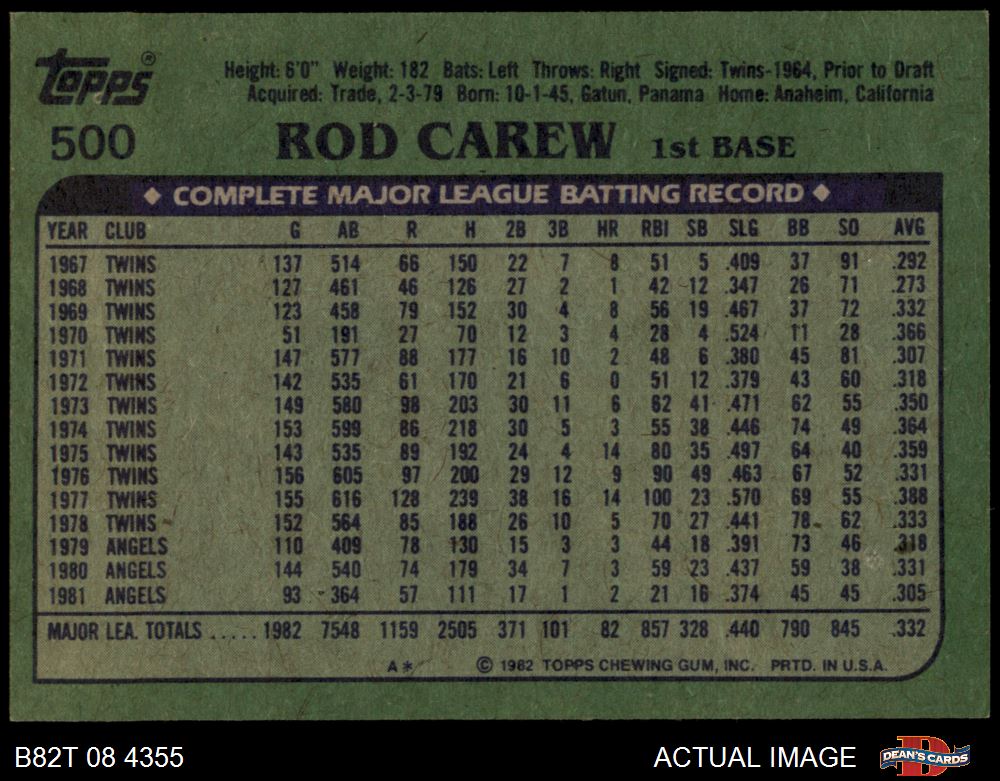 Topps®
Height: 6'0" Weight: 182 Bats: Left Throws: Right Signed: Twins-1964, Prior to Draft
Acquired: Trade, 2-3-79 Born: 10-1-45, Gatun, Panama Home: Anaheim, California
500 ROD CAREW 1st BASE
◆ COMPLETE MAJOR LEAGUE BATTING RECORD ◆
YEAR CLUB G AB R H 2B 3B HR RBI SB SLG BB SO AVG
1967 TWINS 137 514 66 150 22 7 8 51 5 .409 37 91 .292
1968 TWINS 127 461 46 126 27 2 1 42 12 .347 26 71 .273
1969 TWINS 123 458 79 152 30 4 8 56 19 .467 37 72 .332
1970 TWINS 51 191 27 70 12 3 4 28 4 .524 11 28 .366
1971 TWINS 147 577 88 177 16 10 2 48 6 .380 45 81 .307
1972 TWINS 142 535 61 170 21 6 0 51 12 .379 43 60 .318
1973 TWINS 149 580 98 203 30 11 6 62 41 .471 62 55 .350
1974 TWINS 153 599 86 218 30 5 3 55 38 .446 74 49 .364
1975 TWINS 143 535 89 192 24 4 14 80 35 .497 64 40 .359
1976 TWINS 156 605 97 200 29 12 9 90 49 .463 67 52 .331
1977 TWINS 155 616 128 239 38 16 14 100 23 .570 69 55 .388
1978 TWINS 152 564 85 188 26 10 5 70 27 .441 78 62 .333
1979 ANGELS 110 409 78 130 15 3 3 44 18 .391 73 46 .318
1980 ANGELS 144 540 74 179 34 7 3 59 23 .437 59 38 .331
1981 ANGELS 93 364 57 111 17 1 2 21 16 .374 45 45 .305
MAJOR LEA. TOTALS ..... 1982 7548 1159 2505 371 101 82 857 328 .440 790 845 .332
A* © 1982 TOPPS CHEWING GUM, INC. PRTD. IN U.S.A.
B82T 08 4355 ACTUAL IMAGE DEAN'S CARDS